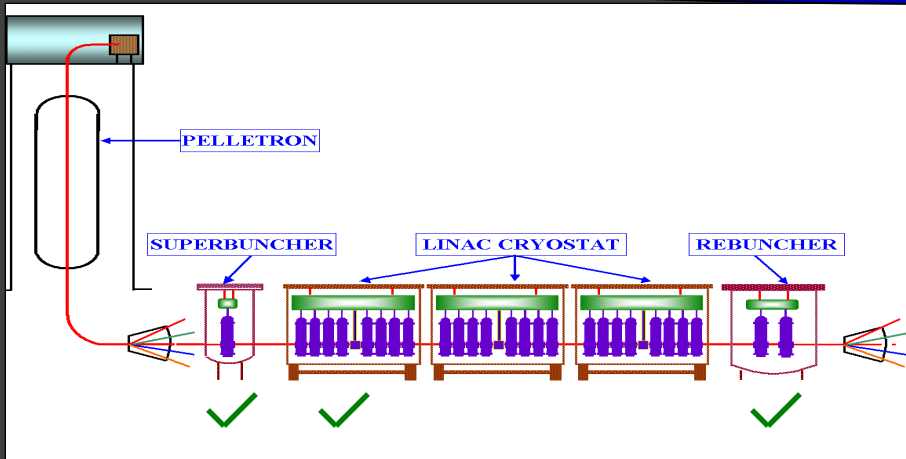 PELLETRON
SUPERBUNCHER
LINAC CRYOSTAT
REBUNCHER